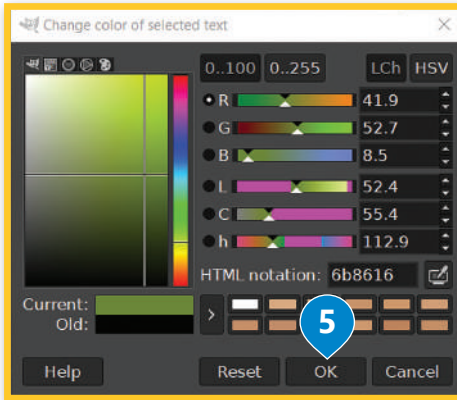 Change color of selected text
0..100 0..255 LCh HSV
R 41.9
G 52.7
B 8.5
L 52.4
C 55.4
h 112.9
HTML notation: 6b8616
Current:
Old:
>
5
Help Reset OK Cancel